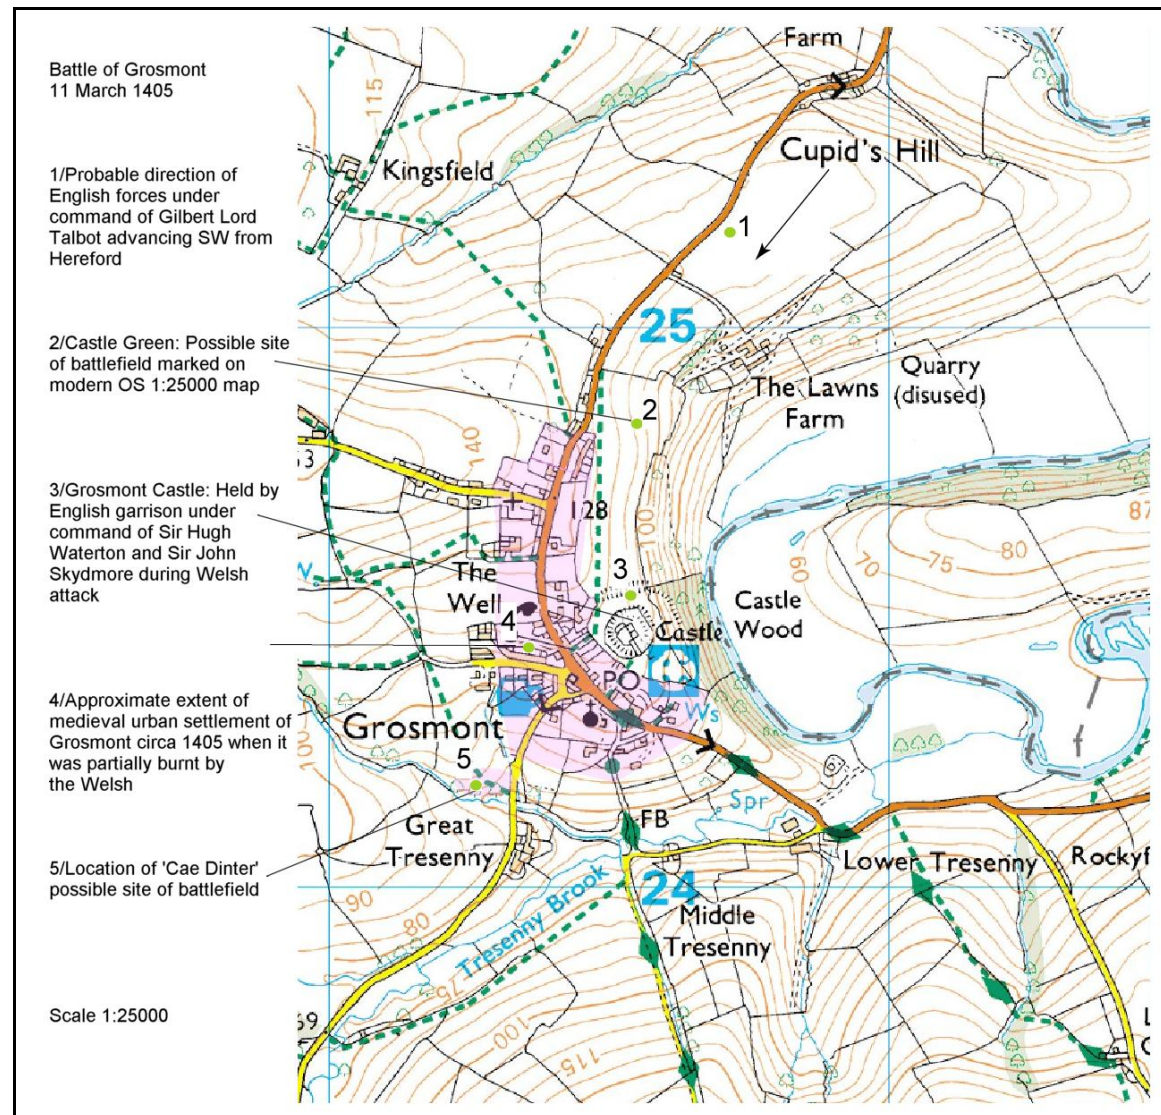 Battle of Grosmont
11 March 1405
1/Probable direction of
English forces under
command of Gilbert Lord
Talbot advancing SW from
Hereford
2/Castle Green: Possible site
of battlefield marked on
modern OS 1:25000 map
3/Grosmont Castle: Held by
English garrison under
command of Sir Hugh
Waterton and Sir John
Skydmore during Welsh
attack
4/Approximate extent of
medieval urban settlement of
Grosmont circa 1405 when it
was partially burnt by
the Welsh
5/Location of 'Cae Dinter'
possible site of battlefield
Scale 1:25000
Farm
115
Cupid's Hill
Kingsfield
1
25
Quarry
(disused)
The Lawns
Farm
2
140
128
100
87
80
75
70
60
3
The
Well
4
Castle
Castle
Wood
PO
Ws
Grosmont
100
5
Spr
FB
Great
Tresenny
Lower Tresenny
Rockyf
24
90
80
Middle
Tresenny
Tresenny Brook
75
69
100
115